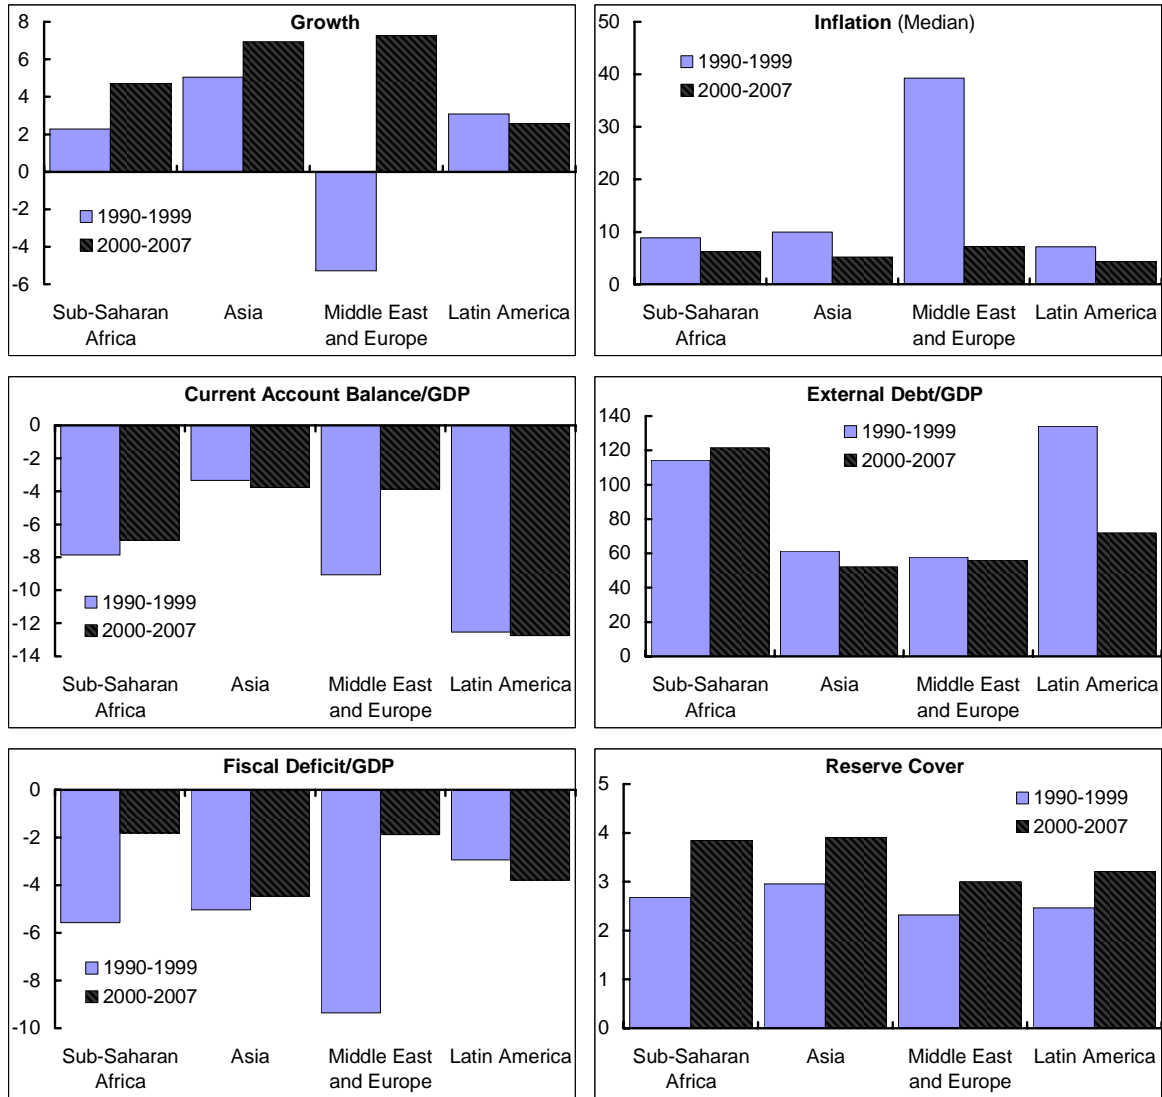 Growth
8
6
4
2
0
-2
-4
-6
1990-1999
2000-2007
Sub-Saharan Africa
Asia
Middle East and Europe
Latin America
Inflation (Median)
50
40
30
20
10
0
1990-1999
2000-2007
Sub-Saharan Africa
Asia
Middle East and Europe
Latin America
Current Account Balance/GDP
0
-2
-4
-6
-8
-10
-12
-14
1990-1999
2000-2007
Sub-Saharan Africa
Asia
Middle East and Europe
Latin America
External Debt/GDP
140
120
100
80
60
40
20
0
1990-1999
2000-2007
Sub-Saharan Africa
Asia
Middle East and Europe
Latin America
Fiscal Deficit/GDP
0
-2
-4
-6
-8
-10
1990-1999
2000-2007
Sub-Saharan Africa
Asia
Middle East and Europe
Latin America
Reserve Cover
5
4
3
2
1
0
1990-1999
2000-2007
Sub-Saharan Africa
Asia
Middle East and Europe
Latin America